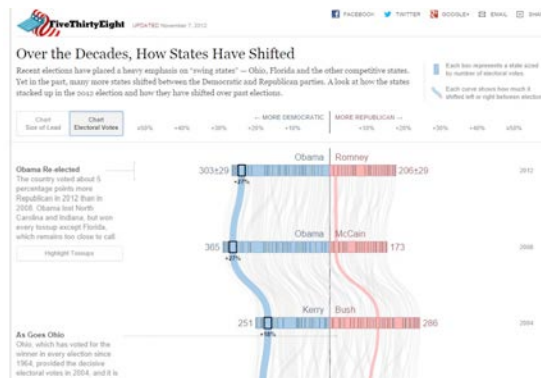 FiveThirtyEight UPDATED November 7, 2012
FACEBOOK TWITTER GOOGLE+ EMAIL
Over the Decades, How States Have Shifted
Recent elections have placed a heavy emphasis on "swing states" — Ohio, Florida and the other competitive states.
Yet in the past, many more states shifted between the Democratic and Republican parties. A look at how the states
stacked up in the 2012 election and how they have shifted over past elections.
Each box represents a state sized
by number of electoral votes.
Each curve shows how much it
shifted left or right between elections
Chart
Size of Lead
Chart
Electoral Votes
← MORE DEMOCRATIC MORE REPUBLICAN →
+50% +40% +30% +20% +10% +10% +20% +30% +40% +50%
Obama Romney
303±29 206±29 2012
+27%
Obama Re-elected
The country voted about 5
percentage points more
Republican in 2012 than in
2008. Obama lost North
Carolina and Indiana, but won
every tossup except Florida,
which remains too close to call.
Highlight Tossups
Obama McCain
365 173 2008
+27%
Kerry Bush
251 286 2004
As Goes Ohio
Ohio, which has voted for the
winner in every election since
1964, provided the decisive
electoral votes in 2004, and it is